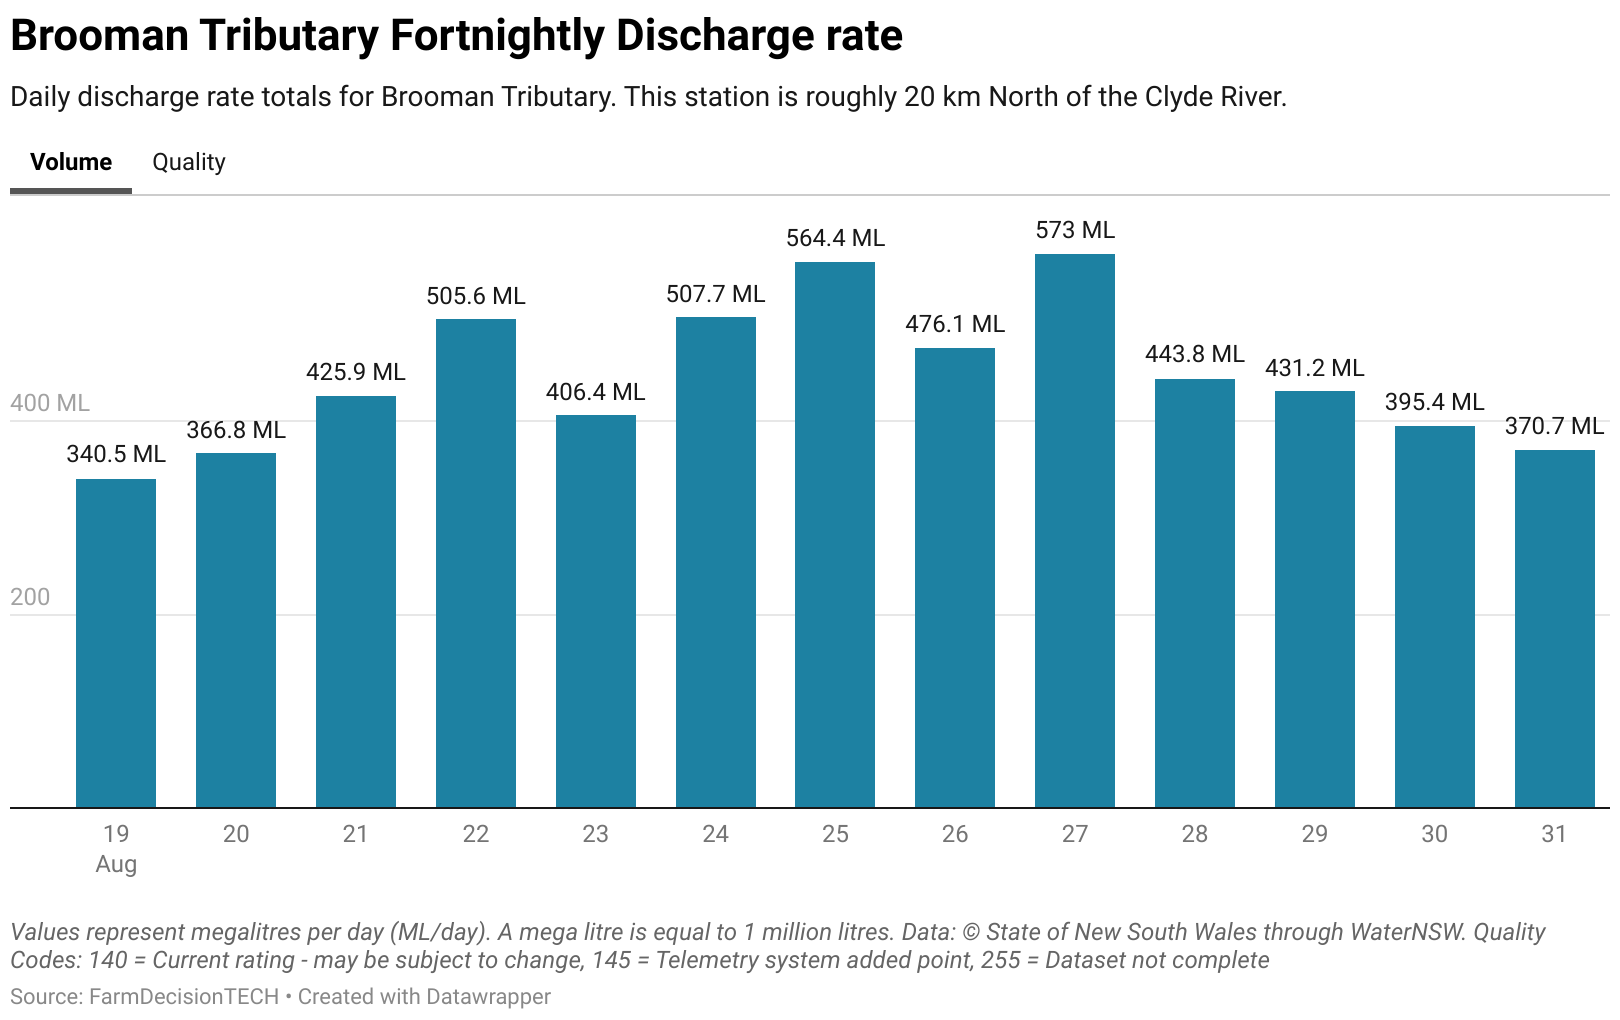 Brooman Tributary Fortnightly Discharge rate
Daily discharge rate totals for Brooman Tributary. This station is roughly 20 km North of the Clyde River.
Volume Quality
573 ML
564.4 ML
505.6 ML
507.7 ML
476.1 ML
443.8 ML
425.9 ML
431.2 ML
406.4 ML
395.4 ML
400 ML
366.8 ML
370.7 ML
340.5 ML
200
19 20 21 22 23 24 25 26 27 28 29 30 31
Aug
Values represent megalitres per day (ML/day). A mega litre is equal to 1 million litres. Data: © State of New South Wales through WaterNSW. Quality
Codes: 140 = Current rating - may be subject to change, 145 = Telemetry system added point, 255 = Dataset not complete
Source: FarmDecisionTECH • Created with Datawrapper